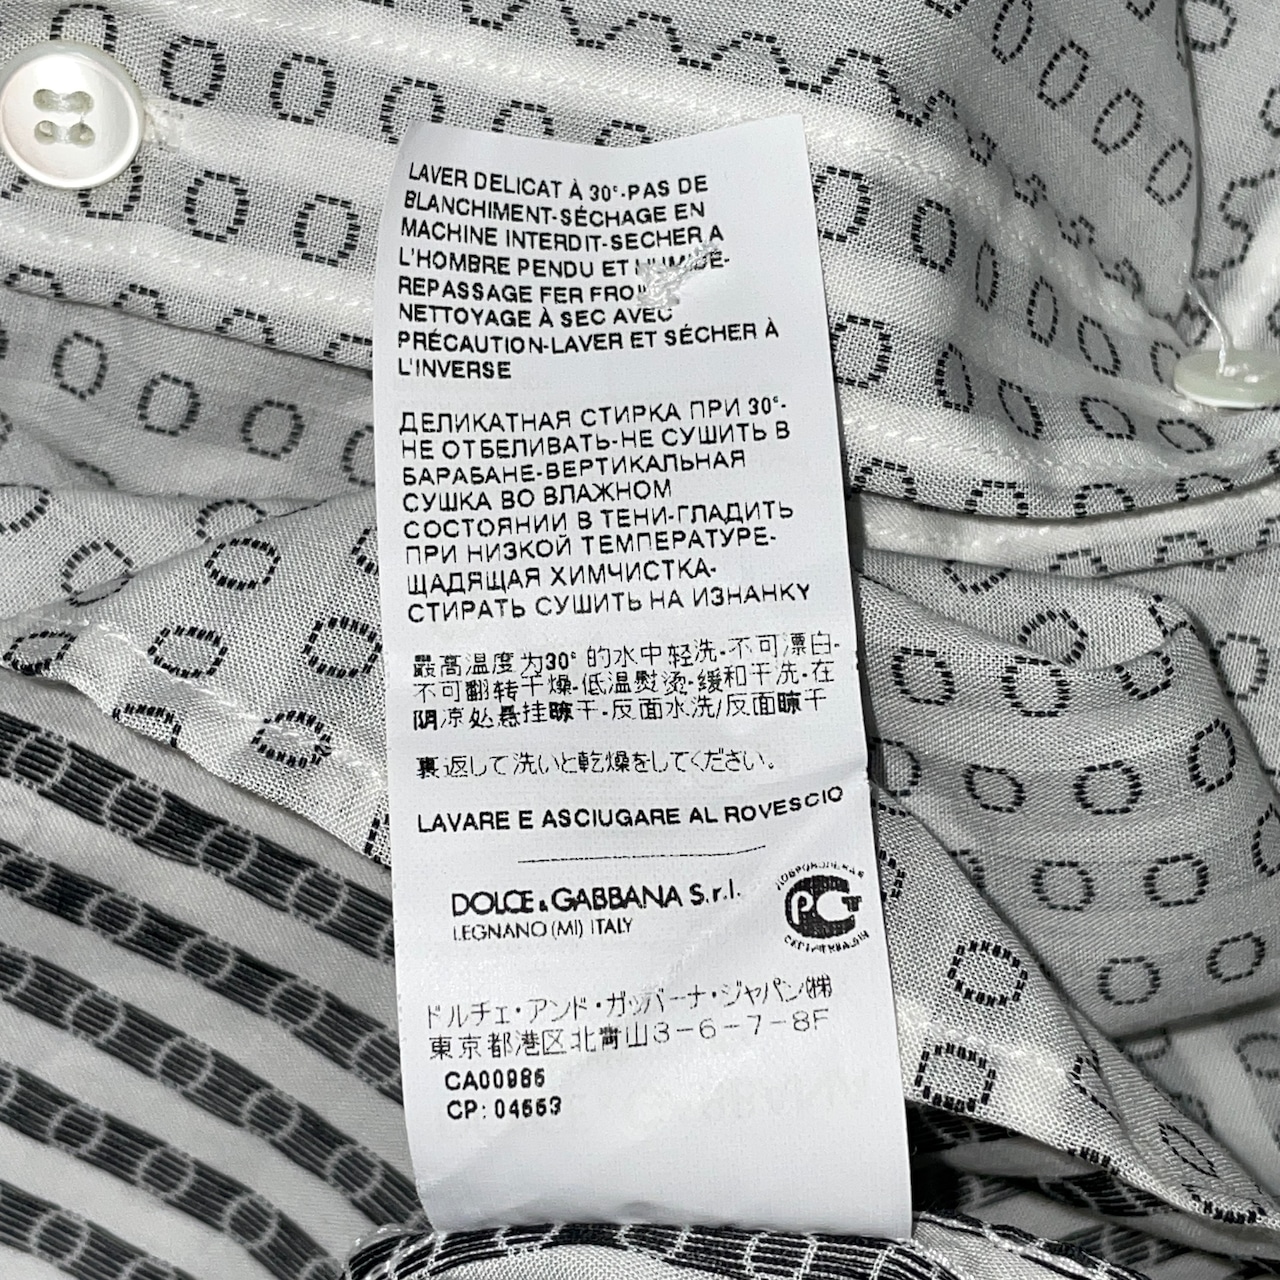 LAVER DELICAT À 30°-PAS DE
BLANCHIMENT-SÉCHAGE EN
MACHINE INTERDIT-SECHER A
L'HOMBRE PENDU ET HUMIDE-
REPASSAGE FER
NETTOYAGE À SEC AVEC
PRÉCAUTION-LAVER ET SÉCHER À
L'INVERSE
ДЕЛИКАТНАЯ СТИРКА ПРИ 30°-
НЕ ОТБЕЛИВАТЬ-НЕ СУШИТЬ В
БАРАБАНЕ-ВЕРТИКАЛЬНАЯ
СУШКА ВО ВЛАЖНОМ
СОСТОЯНИИ В ТЕНИ-ГЛАДИТЬ
ПРИ НИЗКОЙ ТЕМПЕРАТУРЕ-
ЩАДЯЩАЯ ХИМЧИСТКА-
СТИРАТЬ СУШИТЬ НА ИЗНАНКУ
最高温度为30°的水中轻洗-不可漂白-
不可翻转干燥-低温熨烫-缓和干洗-在
阴凉处悬挂晾干-反面水洗/反面晾干
裏返して洗いと乾燥をしてください。
LAVARE E ASCIUGARE AL ROVESCIO
DOLCE & GABBANA S.r.l.
LEGNANO (MI) ITALY
ДОБРОВОЛЬНАЯ
РСТ
СЕРТИФИКАЦИЯ
ドルチェ・アンド・ガッバーナ・ジャパン㈱
東京都港区北青山3-6-7-8F
CA00986
CP: 04553